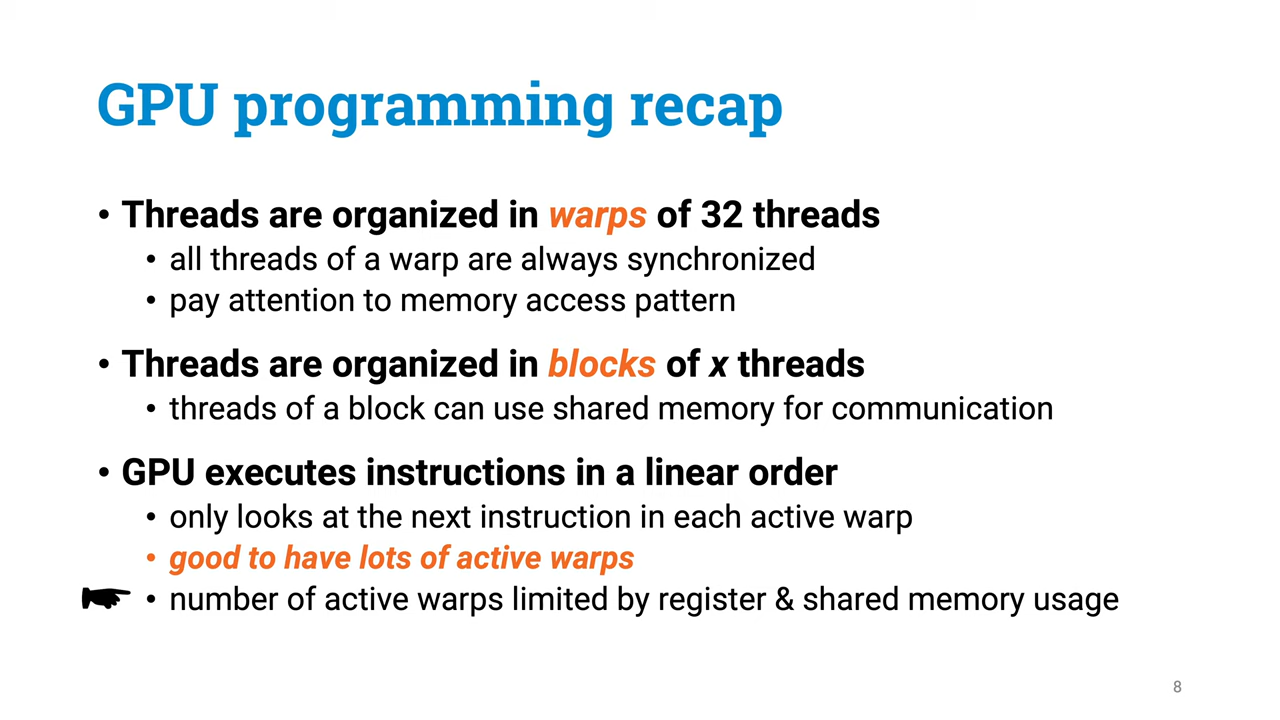 GPU programming recap
• Threads are organized in warps of 32 threads
• all threads of a warp are always synchronized
• pay attention to memory access pattern
• Threads are organized in blocks of x threads
• threads of a block can use shared memory for communication
• GPU executes instructions in a linear order
• only looks at the next instruction in each active warp
• good to have lots of active warps
• number of active warps limited by register & shared memory usage
8